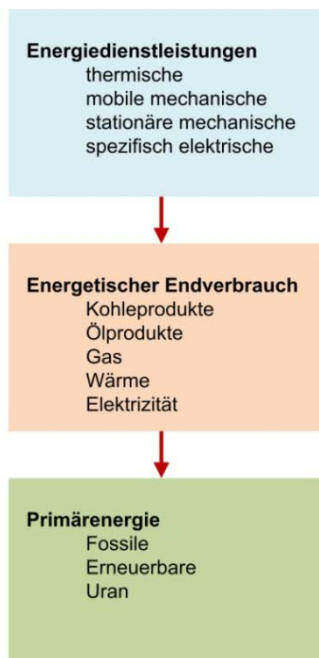 Energiedienstleistungen
thermische
mobile mechanische
stationäre mechanische
spezifisch elektrische
Energetischer Endverbrauch
Kohleprodukte
Ölprodukte
Gas
Wärme
Elektrizität
Primärenergie
Fossile
Erneuerbare
Uran